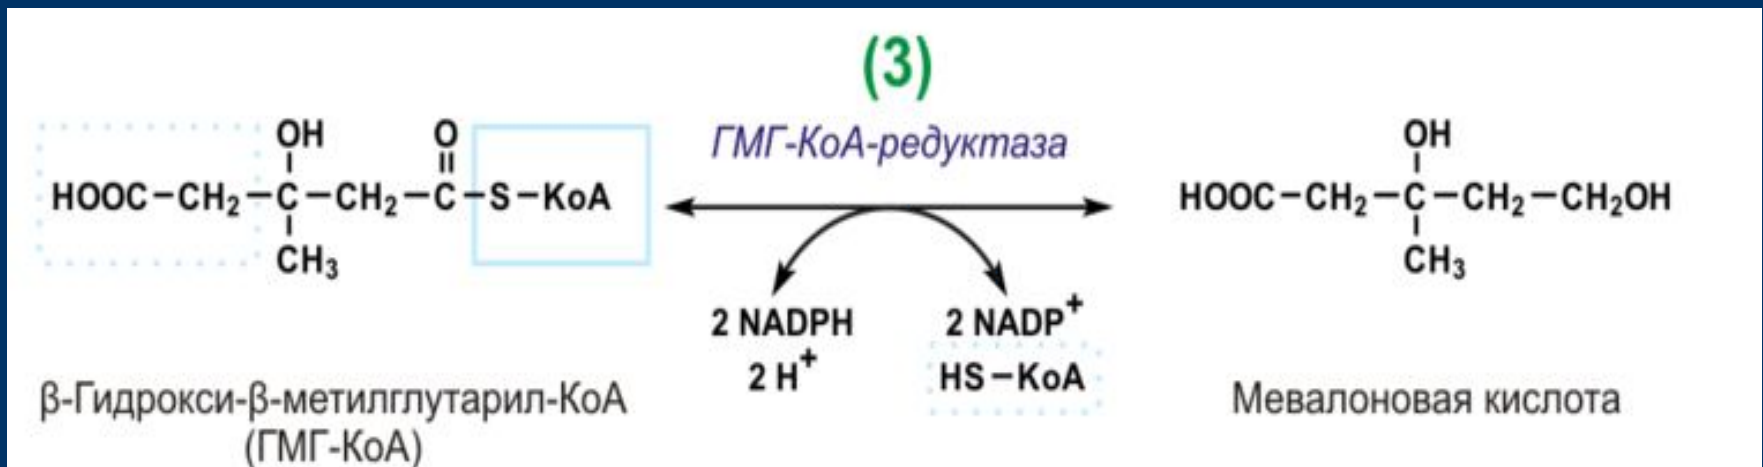 (3)
ГМГ-КоА-редуктаза
OH O
HOOC–CH₂–C–CH₂–C–S–KoA
CH₃
2 NADPH 2 NADP⁺
2 H⁺ HS–KoA
β-Гидрокси-β-метилглутарил-КоА
(ГМГ-КоА)
OH
HOOC–CH₂–C–CH₂–CH₂OH
CH₃
Мевалоновая кислота